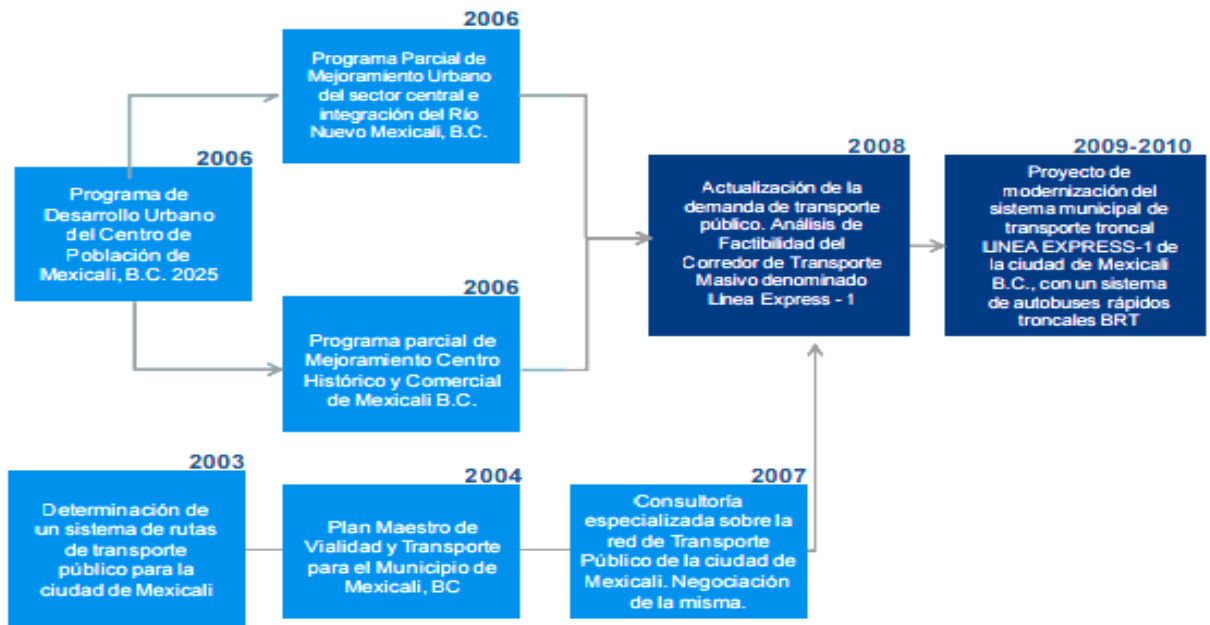 2006
Programa de
Desarrollo Urbano
del Centro de
Población de
Mexicali, B.C. 2025
2006
Programa Parcial de
Mejoramiento Urbano
del sector central e
integración del Río
Nuevo Mexicali, B.C.
2006
Programa parcial de
Mejoramiento Centro
Histórico y Comercial
de Mexicali B.C.
2008
Actualización de la
demanda de transporte
público. Análisis de
Factibilidad del
Corredor de Transporte
Masivo denominado
Línea Express - 1
2009-2010
Proyecto de
modernización del
sistema municipal de
transporte troncal
LINEA EXPRESS-1 de
la ciudad de Mexicali
B.C., con un sistema
de autobuses rápidos
troncales BRT
2003
Determinación de
un sistema de rutas
de transporte
público para la
ciudad de Mexicali
2004
Plan Maestro de
Vialidad y Transporte
para el Municipio de
Mexicali, BC
2007
Consultoría
especializada sobre la
red de Transporte
Público de la ciudad de
Mexicali. Negociación
de la misma.